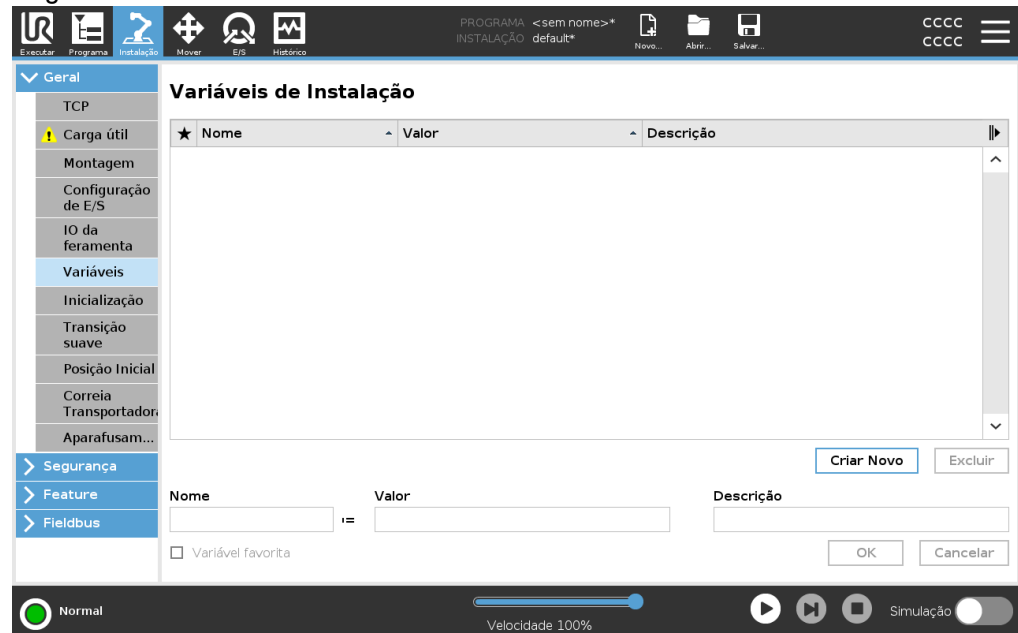 PROGRAMA <sem nome>*
INSTALAÇÃO default*
cccc
cccc
Executar Programa Instalação Mover E/S Histórico Novo... Abrir... Salvar...
Geral
TCP
Carga útil
Montagem
Configuração
de E/S
IO da
feramenta
Variáveis
Inicialização
Transição
suave
Posição Inicial
Correia
Transportadora
Aparafusam...
Segurança
Feature
Fieldbus
Variáveis de Instalação
Nome Valor Descrição
Criar Novo Excluir
Nome Valor Descrição
:=
Variável favorita
OK Cancelar
Normal
Velocidade 100%
Simulação